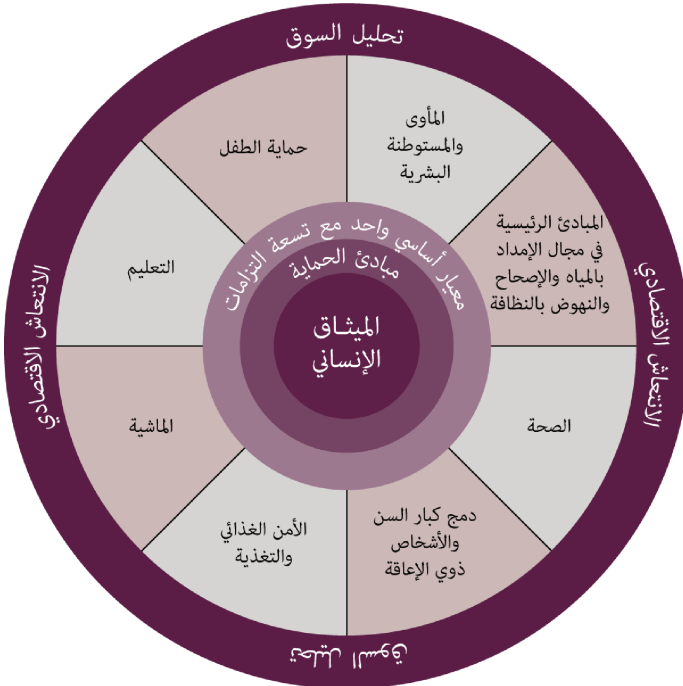 تحليل السوق
المأوى
والمستوطنة
البشرية
حماية الطفل
المبادئ الرئيسية
في مجال الإمداد
بالمياه والإصحاح
والنهوض بالنظافة
التعليم
معيار أساسي واحد مع تسعة التزامات
مبادئ الحماية
الميثاق
الإنساني
الانتعاش الاقتصادي
الانتعاش الاقتصادي
الصحة
الماشية
دمج كبار السن
والأشخاص
ذوي الإعاقة
الأمن الغذائي
والتغذية
تحليل السوق